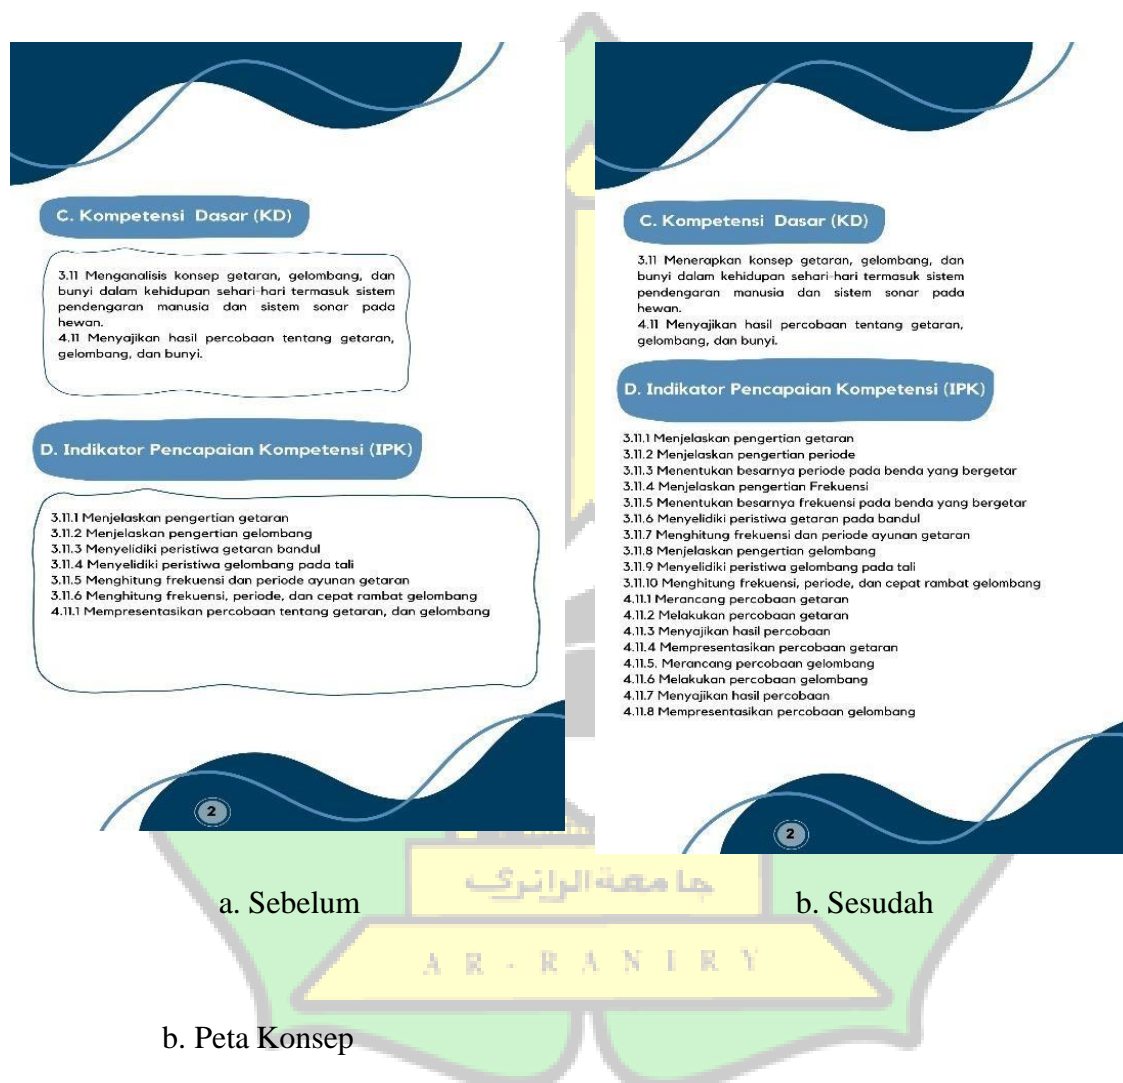 C. Kompetensi Dasar (KD)
3.11 Menganalisis konsep getaran, gelombang, dan
bunyi dalam kehidupan sehari-hari termasuk sistem
pendengaran manusia dan sistem sonar pada
hewan.
4.11 Menyajikan hasil percobaan tentang getaran,
gelombang, dan bunyi.
D. Indikator Pencapaian Kompetensi (IPK)
3.11.1 Menjelaskan pengertian getaran
3.11.2 Menjelaskan pengertian gelombang
3.11.3 Menyelidiki peristiwa getaran bandul
3.11.4 Menyelidiki peristiwa gelombang pada tali
3.11.5 Menghitung frekuensi dan periode ayunan getaran
3.11.6 Menghitung frekuensi, periode, dan cepat rambat gelombang
4.11.1 Mempresentasikan percobaan tentang getaran, dan gelombang
2
C. Kompetensi Dasar (KD)
3.11 Menerapkan konsep getaran, gelombang, dan
bunyi dalam kehidupan sehari-hari termasuk sistem
pendengaran manusia dan sistem sonar pada
hewan.
4.11 Menyajikan hasil percobaan tentang getaran,
gelombang, dan bunyi.
D. Indikator Pencapaian Kompetensi (IPK)
3.11.1 Menjelaskan pengertian getaran
3.11.2 Menjelaskan pengertian periode
3.11.3 Menentukan besarnya periode pada benda yang bergetar
3.11.4 Menjelaskan pengertian Frekuensi
3.11.5 Menentukan besarnya frekuensi pada benda yang bergetar
3.11.6 Menyelidiki peristiwa getaran pada bandul
3.11.7 Menghitung frekuensi dan periode ayunan getaran
3.11.8 Menjelaskan pengertian gelombang
3.11.9 Menyelidiki peristiwa gelombang pada tali
3.11.10 Menghitung frekuensi, periode, dan cepat rambat gelombang
4.11.1 Merancang percobaan getaran
4.11.2 Melakukan percobaan getaran
4.11.3 Menyajikan hasil percobaan
4.11.4 Mempresentasikan percobaan getaran
4.11.5. Merancang percobaan gelombang
4.11.6 Melakukan percobaan gelombang
4.11.7 Menyajikan hasil percobaan
4.11.8 Mempresentasikan percobaan gelombang
2
جامعة الرانري
a. Sebelum
b. Sesudah
AR-RANIRY
b. Peta Konsep